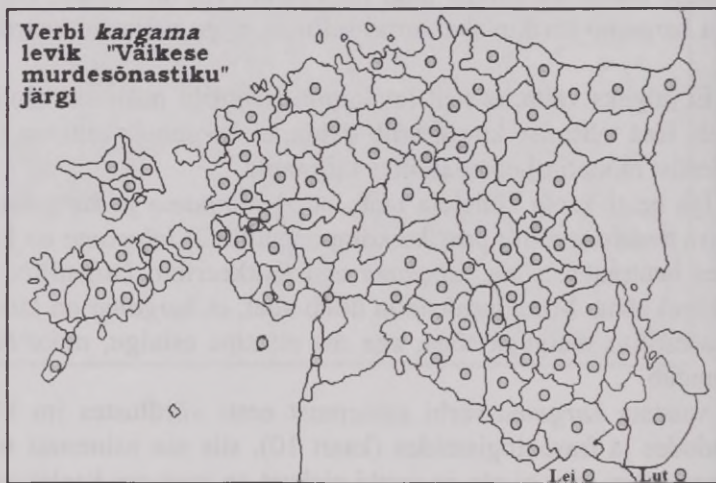 Verbi kargama
levik "Väikese
murdesõnastiku"
järgi
Lei
Lut